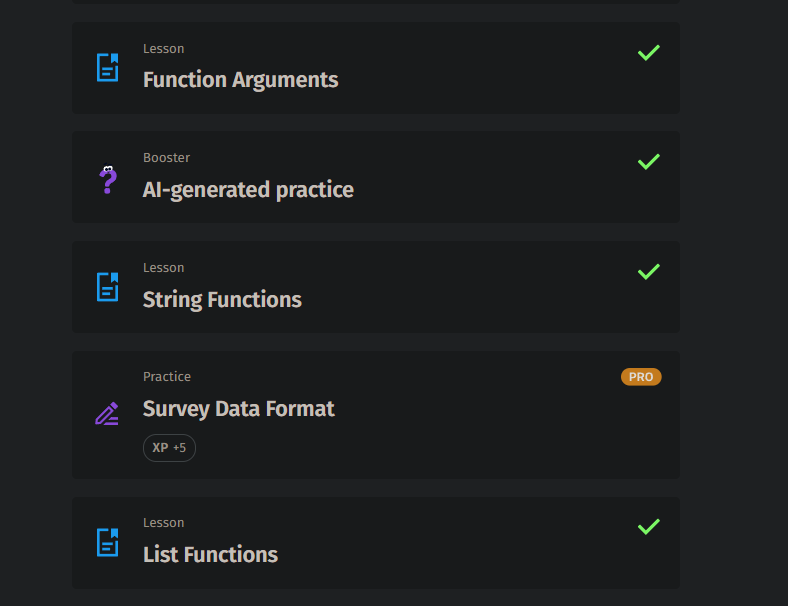 Lesson
Function Arguments
Booster
AI-generated practice
Lesson
String Functions
Practice
PRO
Survey Data Format
XP +5
Lesson
List Functions